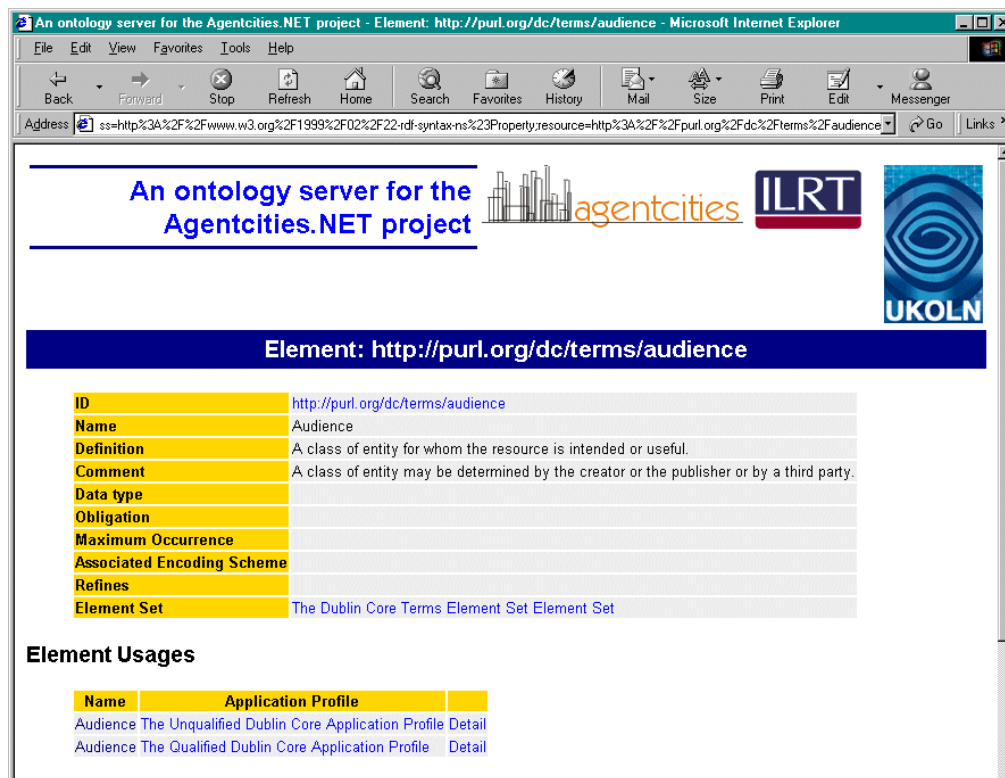 An ontology server for the Agentcities.NET project - Element: http://purl.org/dc/terms/audience - Microsoft Internet Explorer
File Edit View Favorites Tools Help
Back Forward Stop Refresh Home Search Favorites History Mail Size Print Edit Messenger
Address ss=http%3A%2F%2Fwww.w3.org%2F1999%2F02%2F22-rdf-syntax-ns%23Property;resource=http%3A%2F%2Fpurl.org%2Fdc%2Fterms%2Faudience Go Links
An ontology server for the
Agentcities.NET project
agentcities
ILRT
UKOLN
Element: http://purl.org/dc/terms/audience
ID http://purl.org/dc/terms/audience
Name Audience
Definition A class of entity for whom the resource is intended or useful.
Comment A class of entity may be determined by the creator or the publisher or by a third party.
Data type
Obligation
Maximum Occurrence
Associated Encoding Scheme
Refines
Element Set The Dublin Core Terms Element Set Element Set
Element Usages
Name Application Profile
Audience The Unqualified Dublin Core Application Profile Detail
Audience The Qualified Dublin Core Application Profile Detail